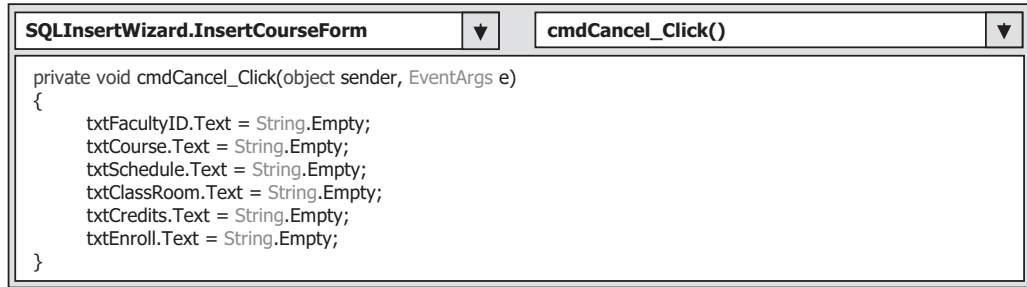 SQLInsertWizard.InsertCourseForm cmdCancel_Click()
private void cmdCancel_Click(object sender, EventArgs e)
{
txtFacultyID.Text = String.Empty;
txtCourse.Text = String.Empty;
txtSchedule.Text = String.Empty;
txtClassRoom.Text = String.Empty;
txtCredits.Text = String.Empty;
txtEnroll.Text = String.Empty;
}